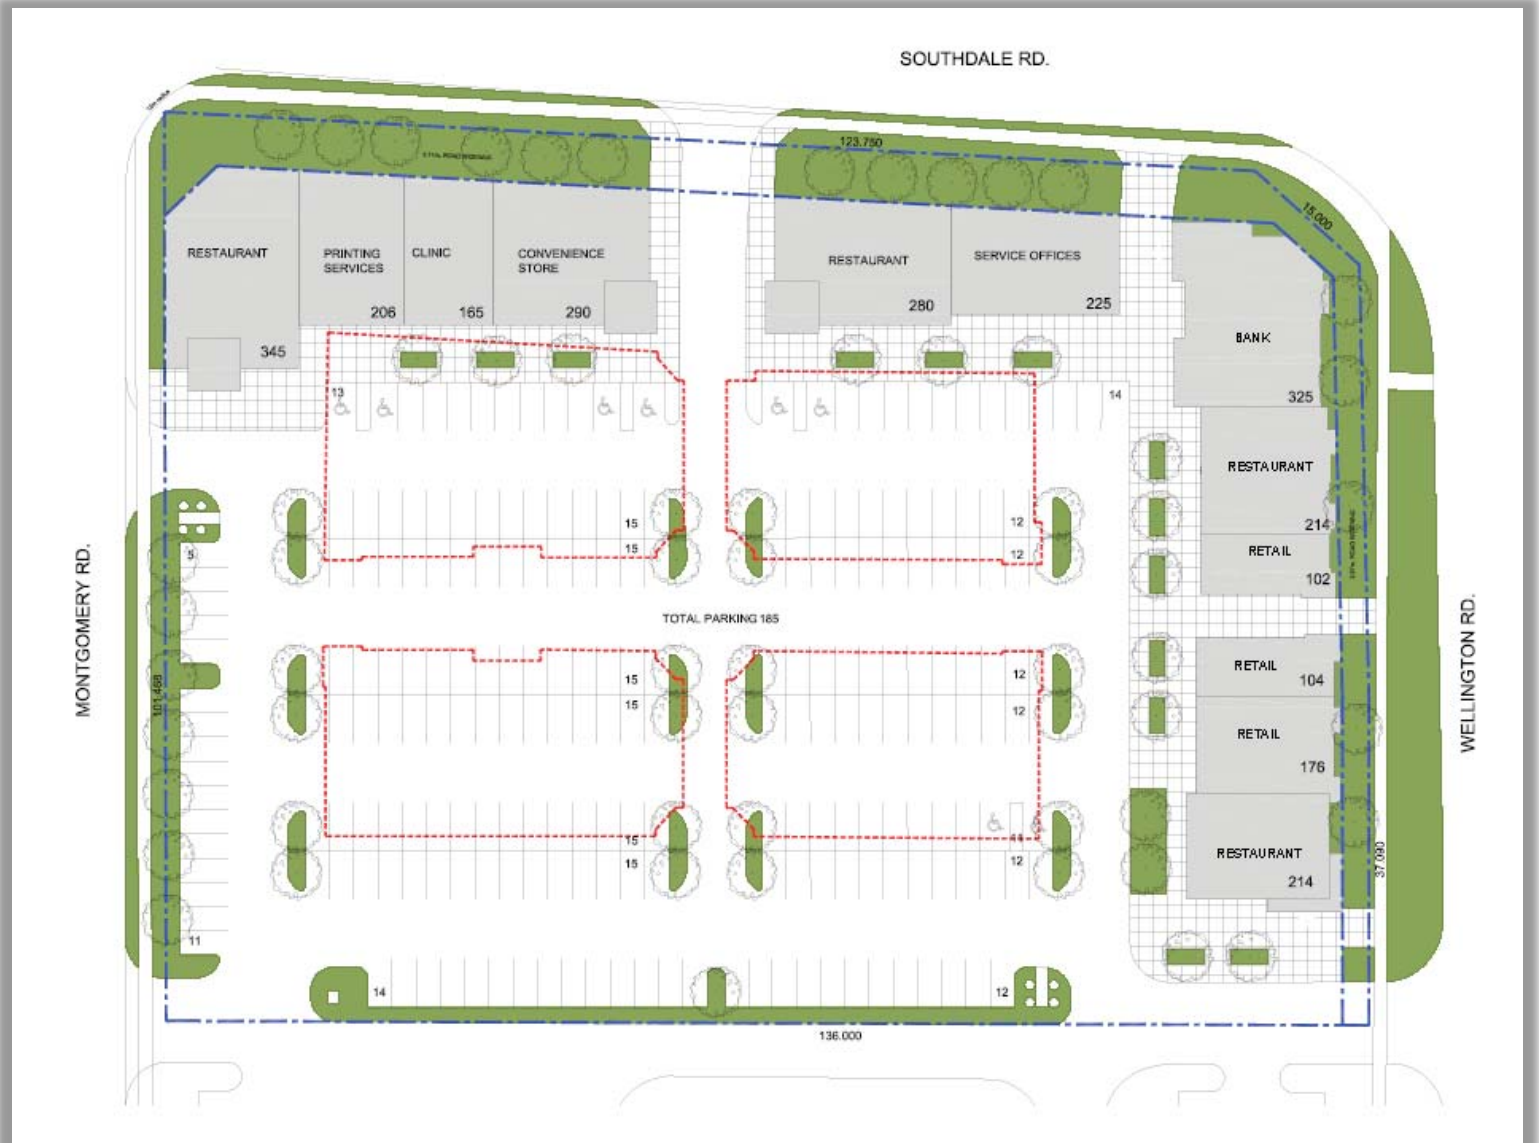 SOUTHDALE RD.
123.750
15.000
RESTAURANT
345
PRINTING
SERVICES
206
CLINIC
165
CONVENIENCE
STORE
290
RESTAURANT
280
SERVICE OFFICES
225
BANK
325
13
14
RESTAURANT
214
RETAIL
102
15
15
12
12
5
TOTAL PARKING 185
MONTGOMERY RD.
WELLINGTON RD.
101.468
RETAIL
104
15
15
12
12
RETAIL
176
15
15
11
12
RESTAURANT
214
37.090
11
14
12
136.000